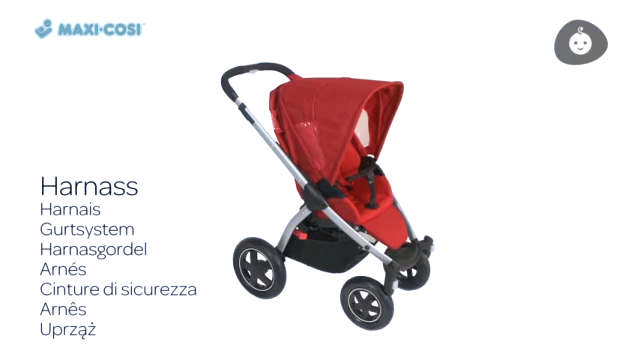 MAXI-COSI
Harnass
Harnais
Gurtsystem
Harnasgordel
Arnés
Cinture di sicurezza
Arnês
Uprząż